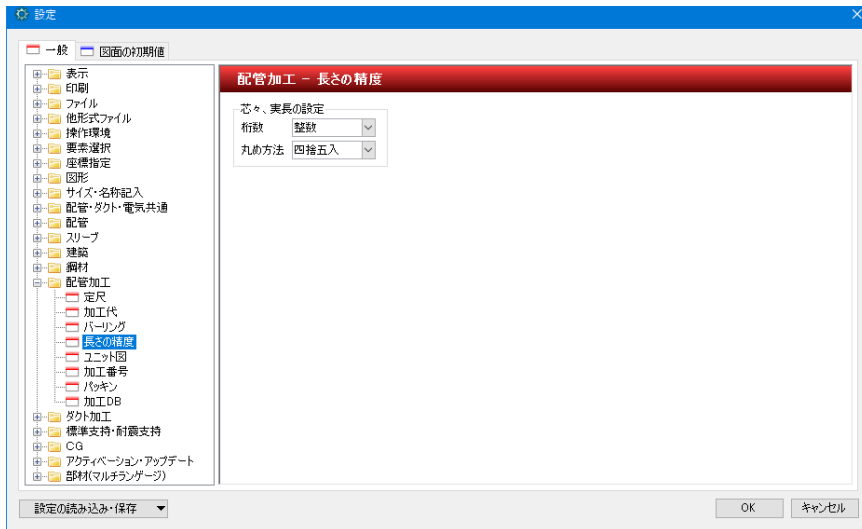 設定
一般
図面の初期値
表示
印刷
ファイル
他形式ファイル
操作環境
要素選択
座標指定
図形
サイズ・名称記入
配管・ダクト・電気共通
配管
スリーブ
建築
鋼材
配管加工
定尺
加工代
バーリング
長さの精度
ユニット図
加工番号
パッキン
加工DB
ダクト加工
標準支持・耐震支持
CG
アクティベーション・アップデート
部材(マルチランゲージ)
配管加工 - 長さの精度
芯々、実長の設定
桁数 整数
丸め方法 四捨五入
設定の読み込み・保存
OK
キャンセル